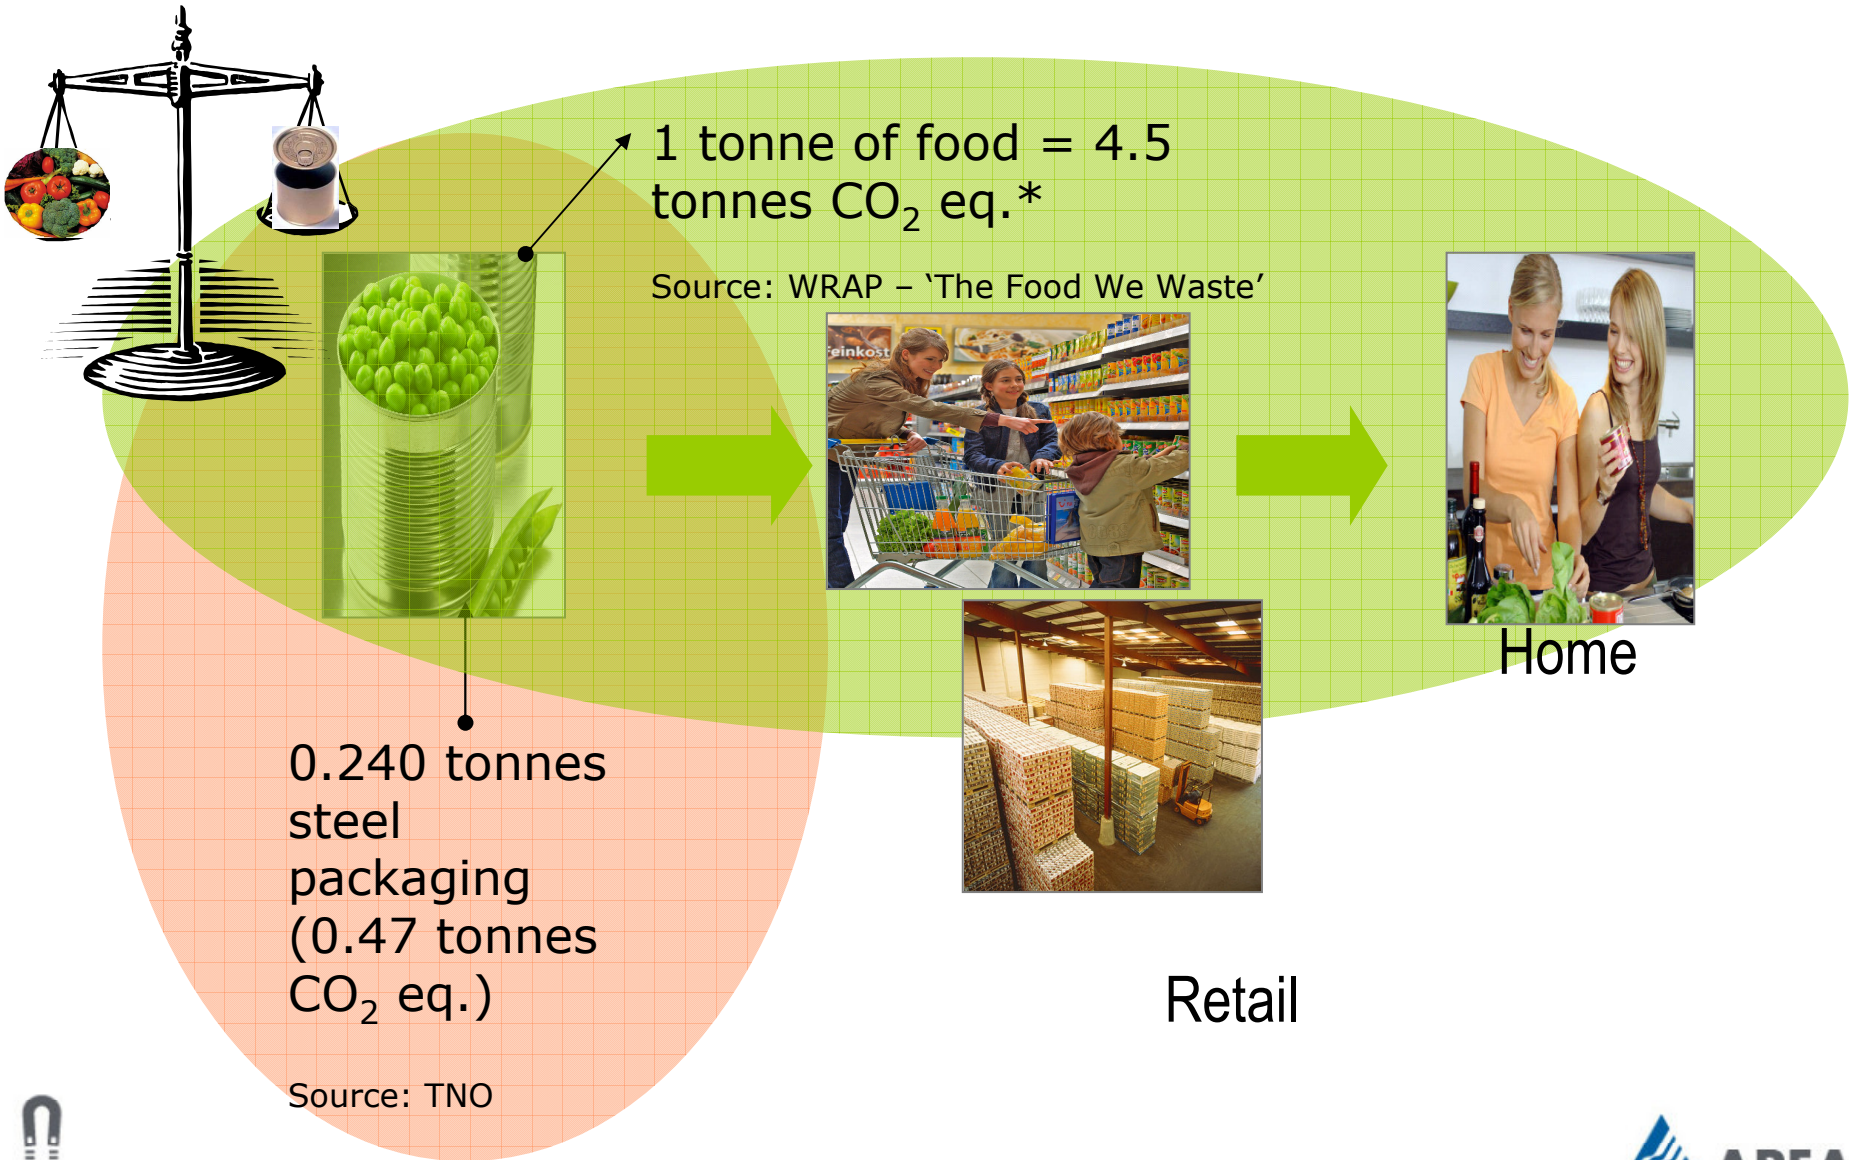 1 tonne of food = 4.5
tonnes CO₂ eq.*
Source: WRAP – ‘The Food We Waste’
einkost
Home
0.240 tonnes
steel
packaging
(0.47 tonnes
CO₂ eq.)
Retail
Source: TNO